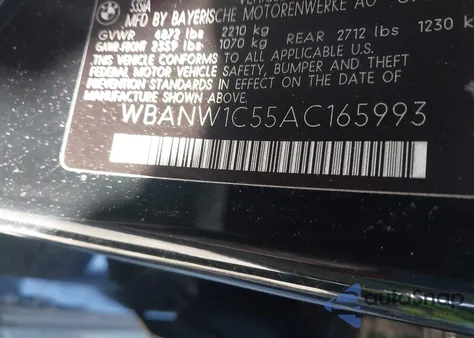 BMW
MFD BY BAYERISCHE MOTORENWERKE AG
GVWR 4872 lbs 2210 kg
GAWR-FRONT 2359 lbs 1070 kg REAR 2712 lbs 1230 k
THIS VEHICLE CONFORMS TO ALL APPLICABLE U.S.
FEDERAL MOTOR VEHICLE SAFETY, BUMPER AND THEFT
PREVENTION STANDARDS IN EFFECT ON THE DATE OF
MANUFACTURE SHOWN ABOVE.
WBANW1C55AC165993
autoSnap